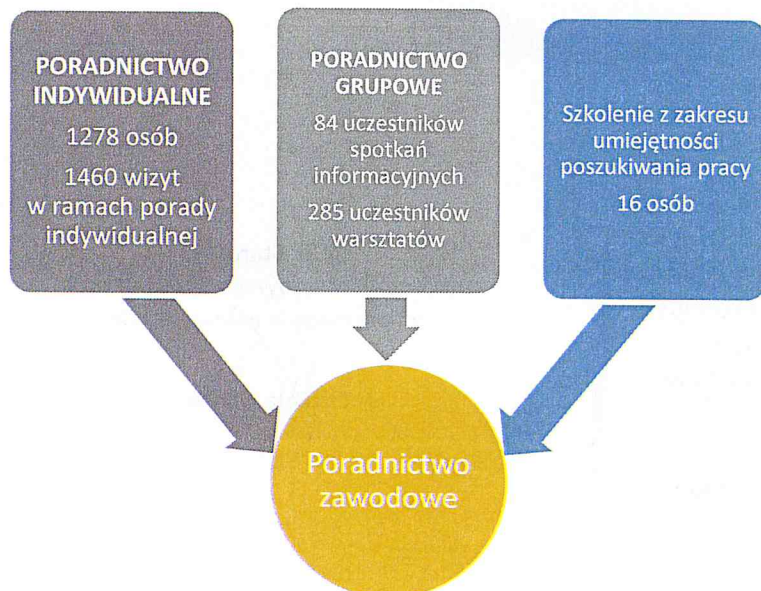 PORADNICTWO
INDYWIDUALNE
1278 osób
1460 wizyt
w ramach porady
indywidualnej
PORADNICTWO
GRUPOWE
84 uczestników
spotkań
informacyjnych
285 uczestników
warsztatów
Szkolenie z zakresu
umiejętności
poszukiwania pracy
16 osób
Poradnictwo
zawodowe